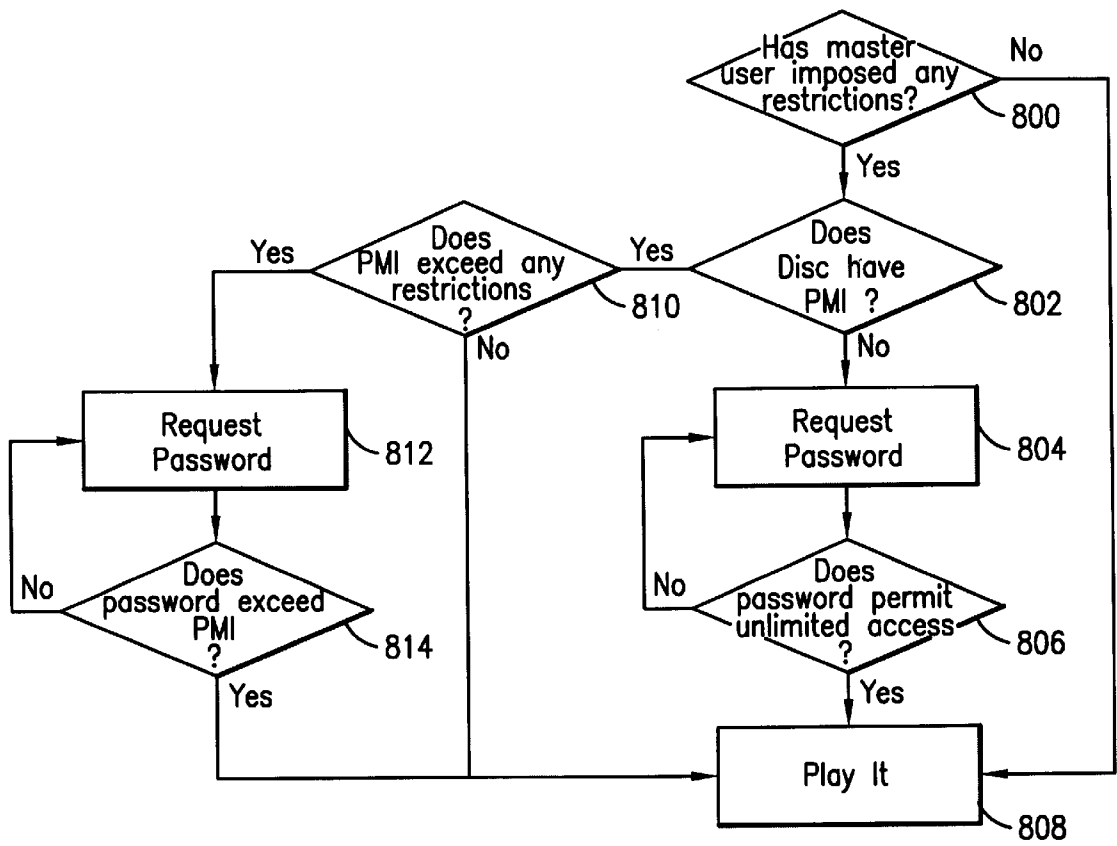 Has master
user imposed any
restrictions?
No
800
Yes
Does
Disc have
PMI ?
802
Yes
No
Does
PMI exceed any
restrictions
?
810
Yes
No
Request
Password
812
Request
Password
804
Does
password exceed
PMI
?
814
No
Yes
Does
password permit
unlimited access
?
806
No
Yes
Play It
808